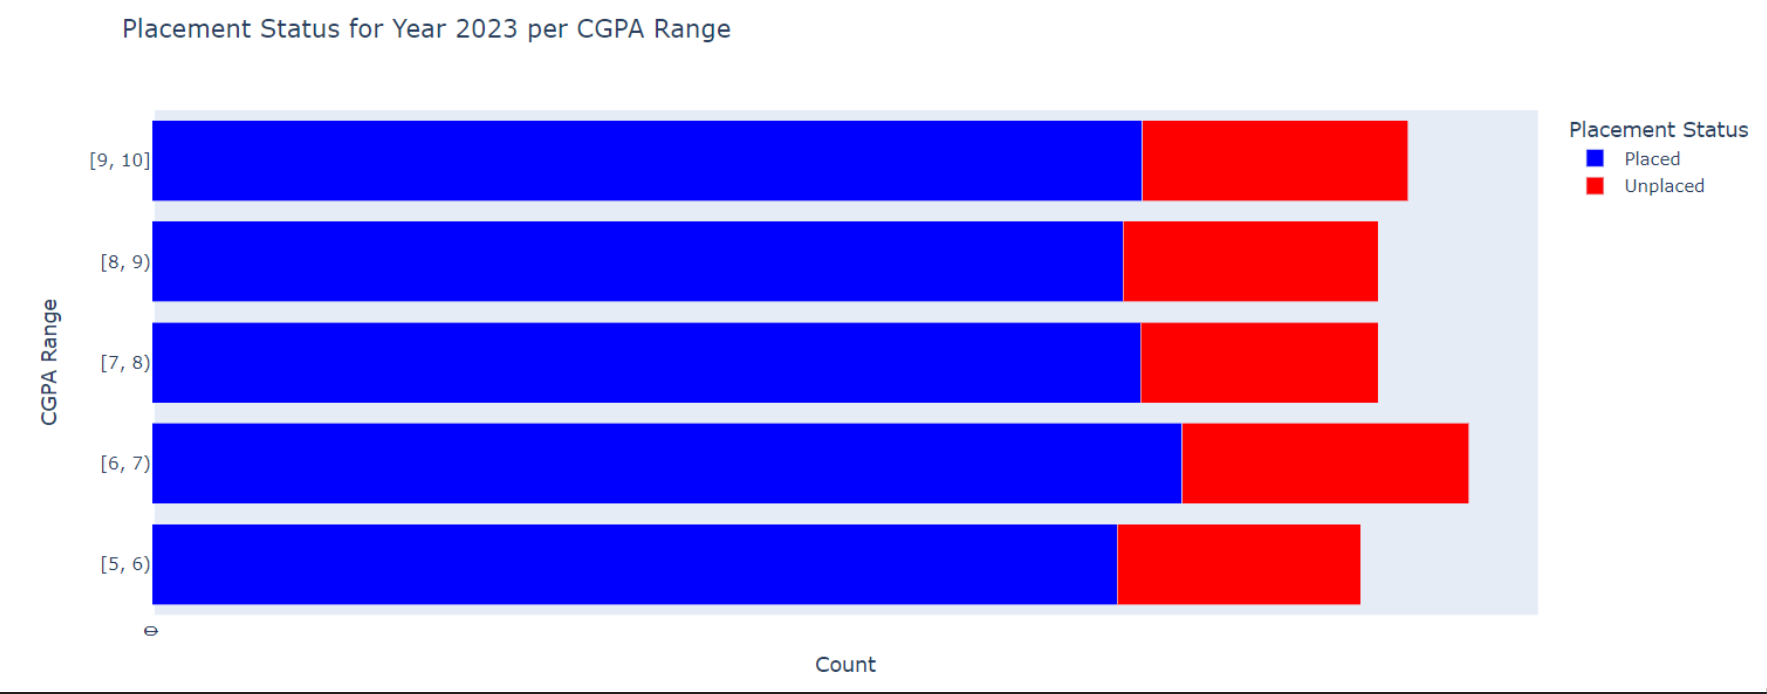 Placement Status for Year 2023 per CGPA Range
Placement Status
Placed
Unplaced
CGPA Range
[9, 10]
[8, 9)
[7, 8)
[6, 7)
[5, 6)
0
Count